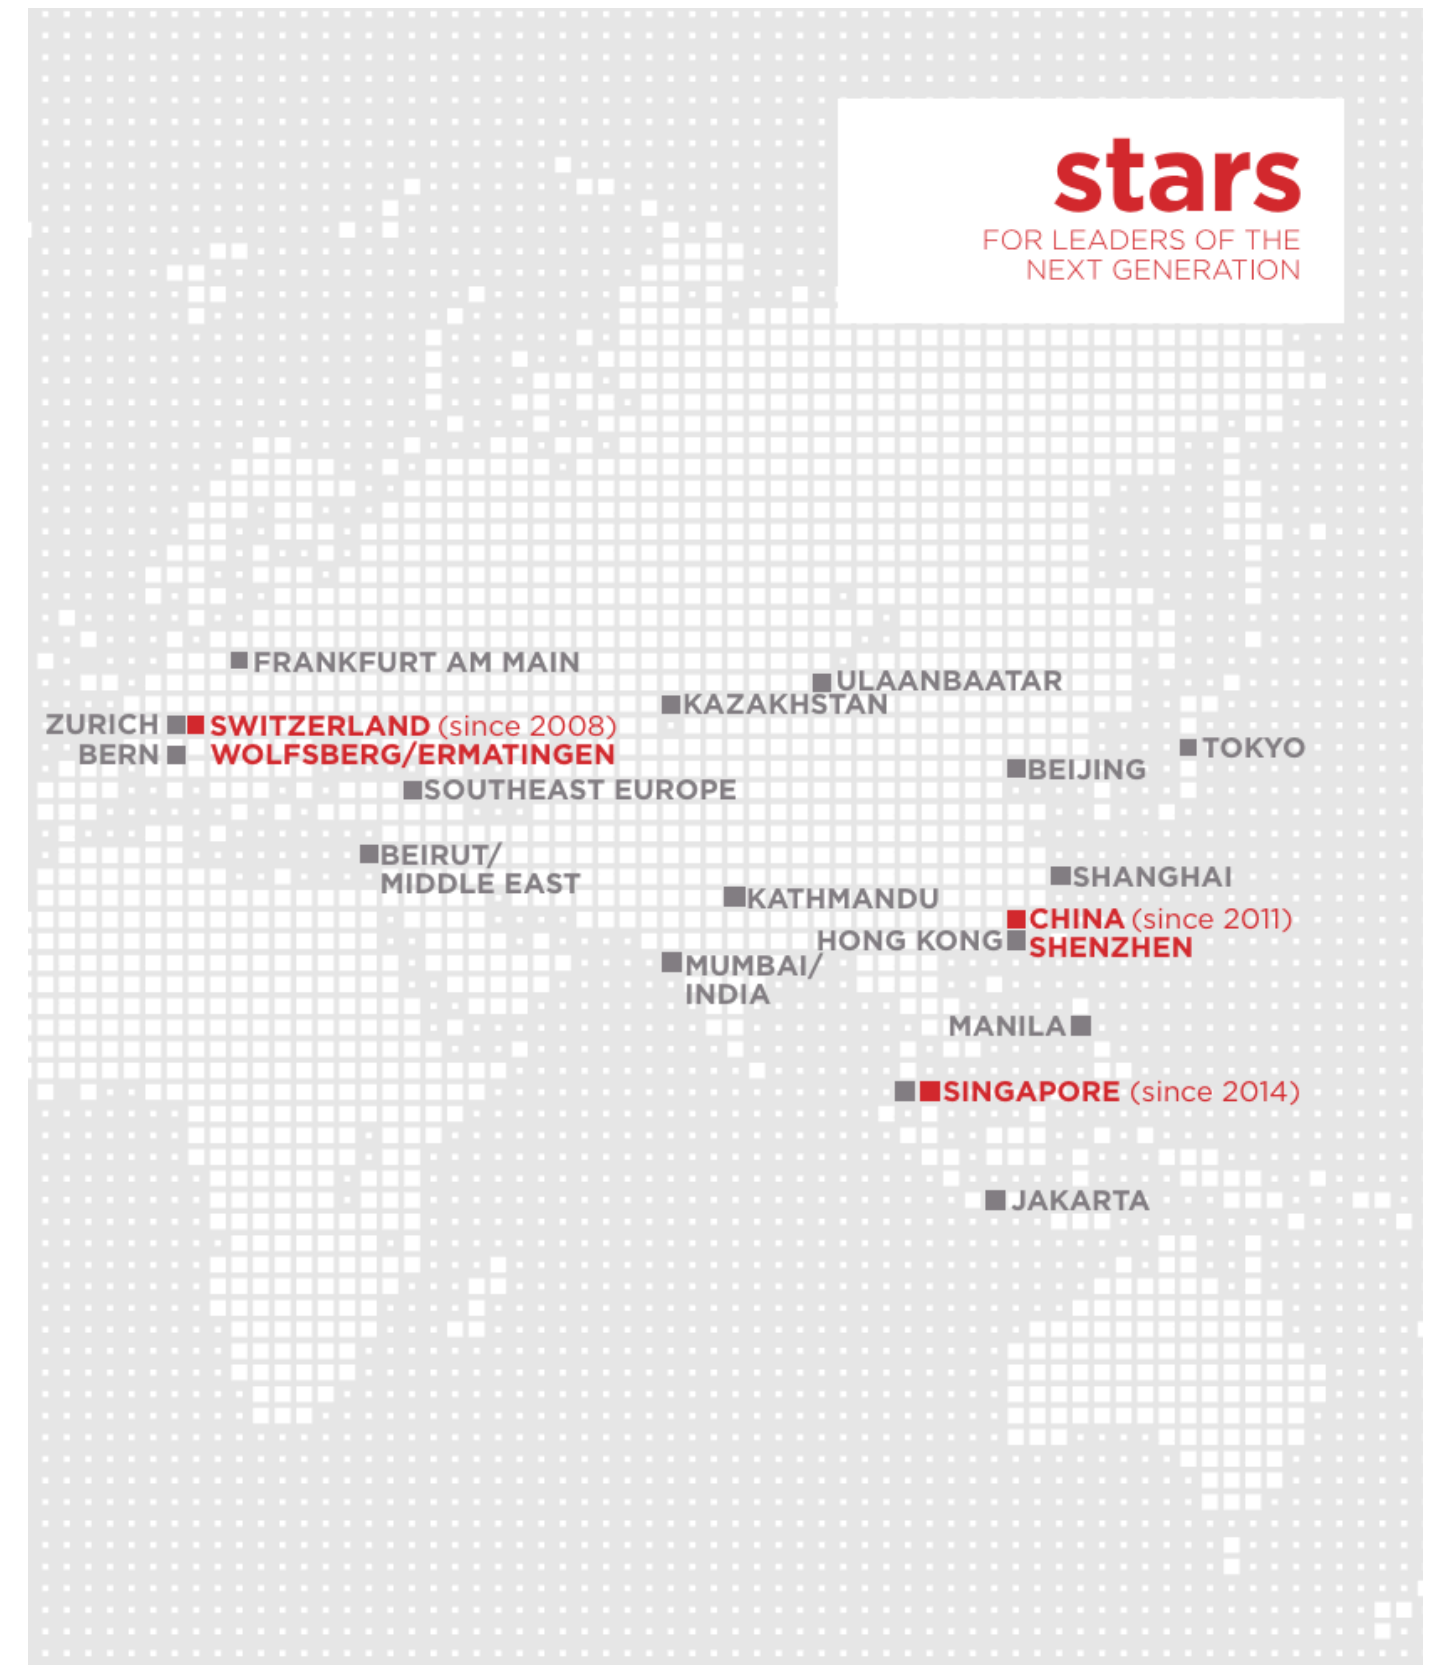 stars
FOR LEADERS OF THE
NEXT GENERATION
FRANKFURT AM MAIN
ULAANBAATAR
KAZAKHSTAN
ZURICH
SWITZERLAND (since 2008)
BERN
WOLFSBERG/ERMATINGEN
TOKYO
BEIJING
SOUTHEAST EUROPE
BEIRUT/
MIDDLE EAST
SHANGHAI
KATHMANDU
CHINA (since 2011)
HONG KONG
SHENZHEN
MUMBAI/
INDIA
MANILA
SINGAPORE (since 2014)
JAKARTA